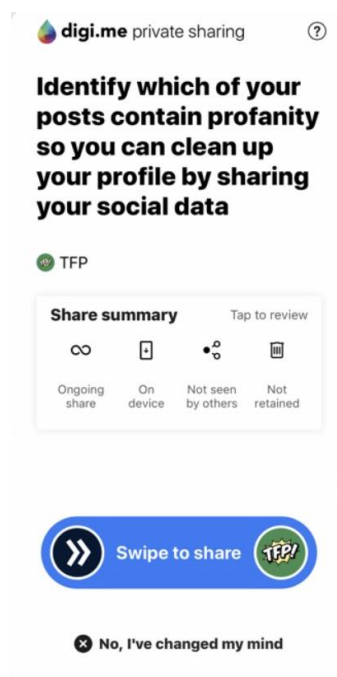 digi.me private sharing ?
Identify which of your
posts contain profanity
so you can clean up
your profile by sharing
your social data
TFP
Share summary Tap to review
Ongoing share On device Not seen by others Not retained
Swipe to share TFP!
No, I've changed my mind